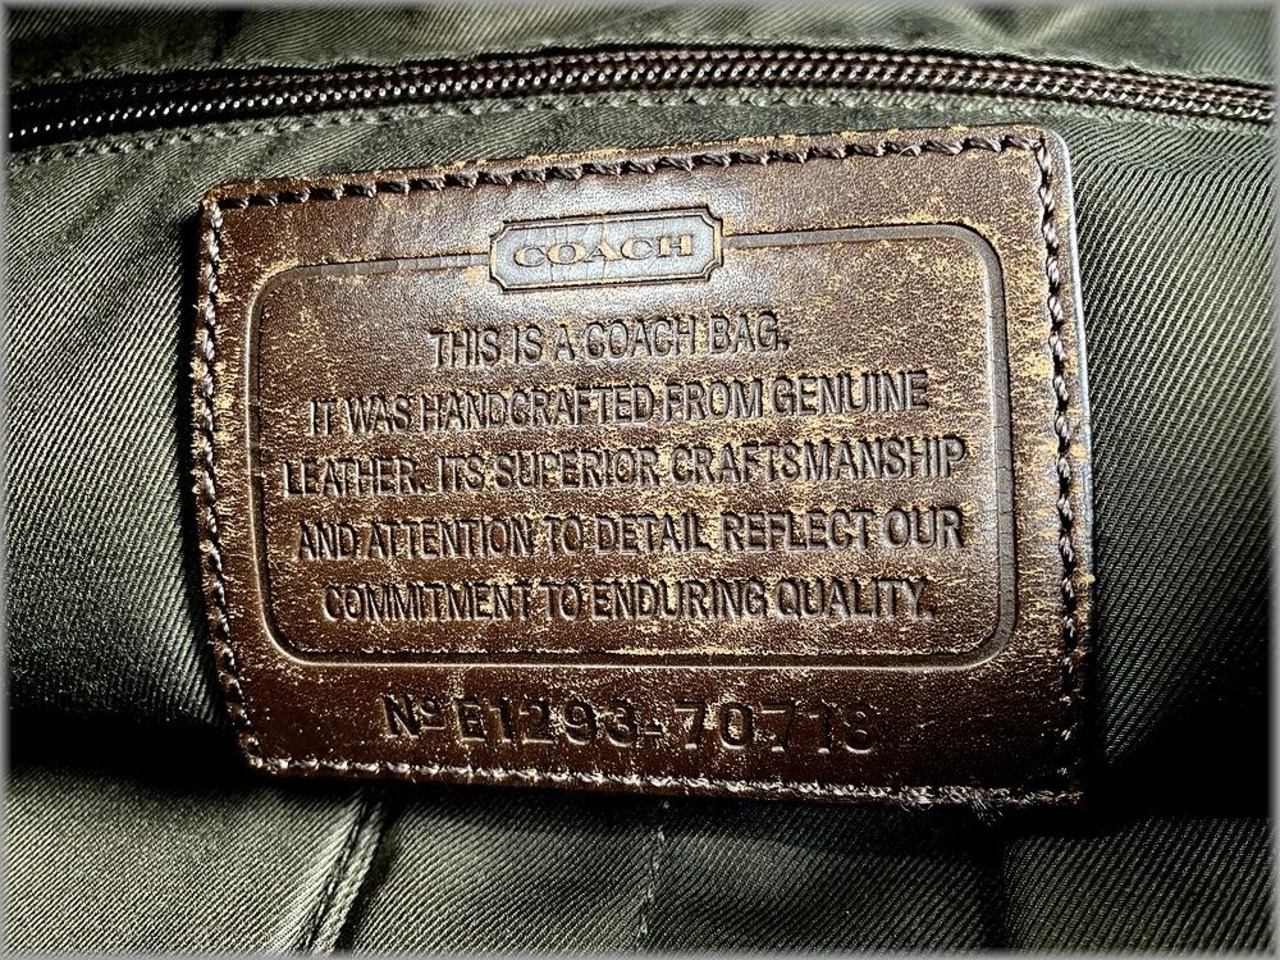 COACH
THIS IS A COACH BAG.
IT WAS HANDCRAFTED FROM GENUINE
LEATHER. ITS SUPERIOR CRAFTSMANSHIP
AND ATTENTION TO DETAIL REFLECT OUR
COMMITMENT TO ENDURING QUALITY.
Nº E1293-70718